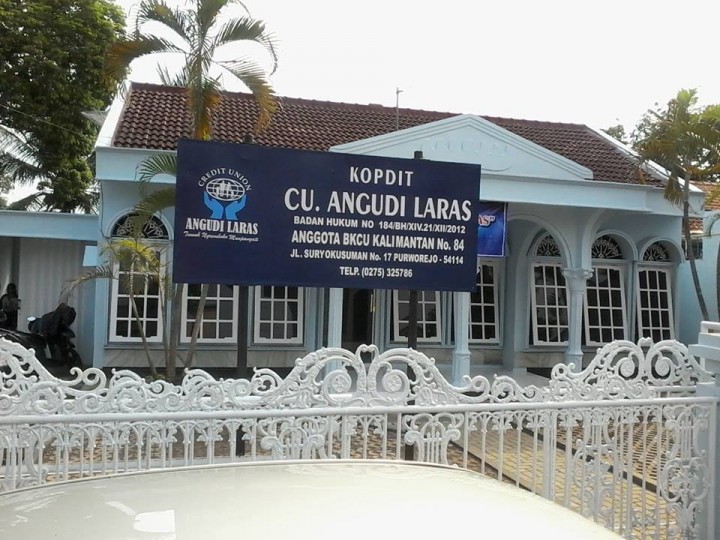 CREDIT UNION
ANGUDI LARAS
KOPDIT
CU. ANGUDI LARAS
BADAN HUKUM NO 184/BH/XIV.21/XII/2012
ANGGOTA BKCU KALIMANTAN No. 84
JL. SURYOKUSUMAN No. 17 PURWOREJO - 54114
TELP. (0275) 325786